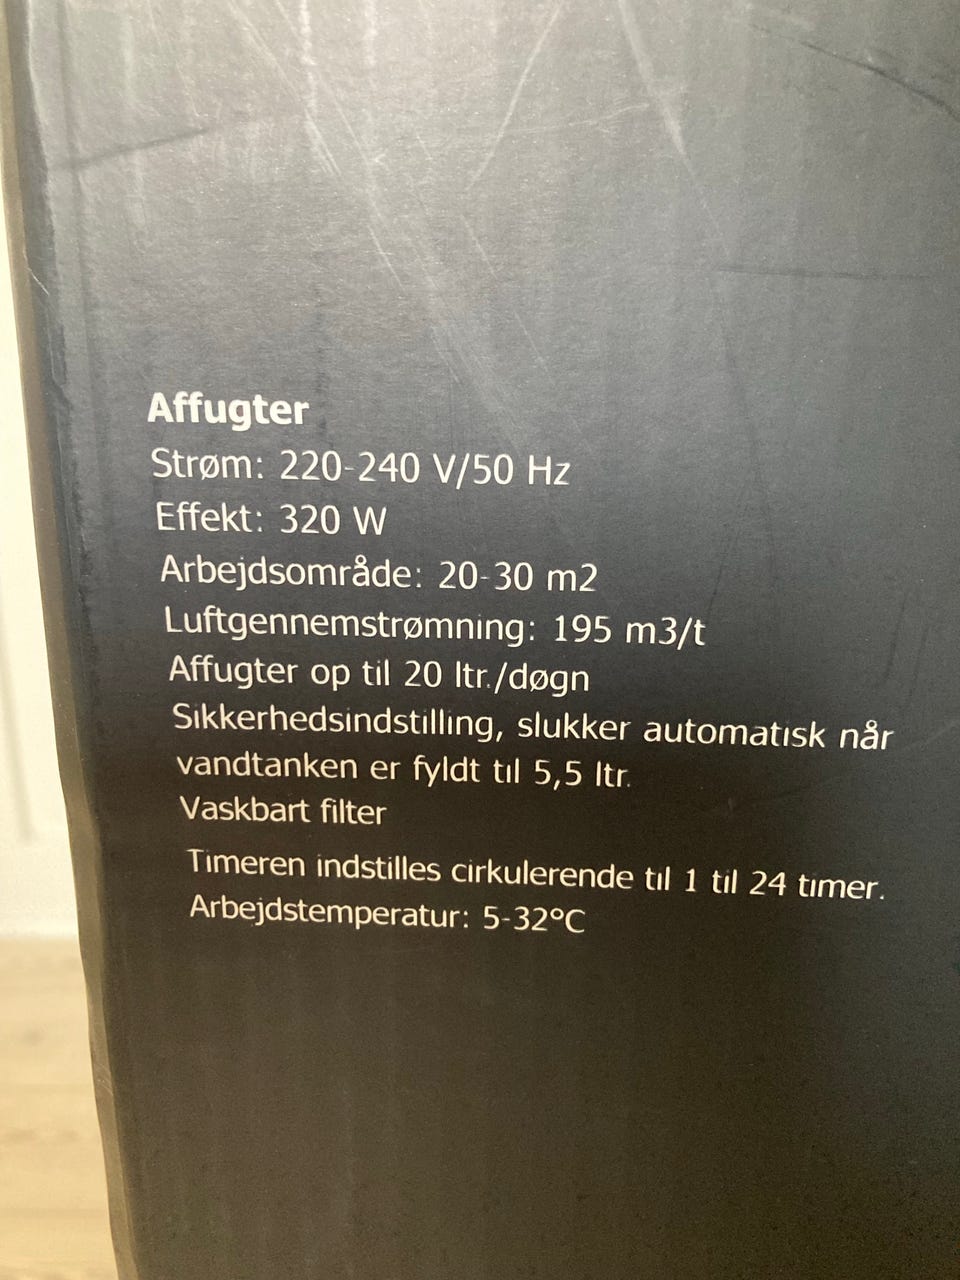 Affugter
Strøm: 220-240 V/50 Hz
Effekt: 320 W
Arbejdsområde: 20-30 m2
Luftgennemstrømning: 195 m3/t
Affugter op til 20 ltr./døgn
Sikkerhedsindstilling, slukker automatisk når
vandtanken er fyldt til 5,5 ltr.
Vaskbart filter
Timeren indstilles cirkulerende til 1 til 24 timer.
Arbejdstemperatur: 5-32°C